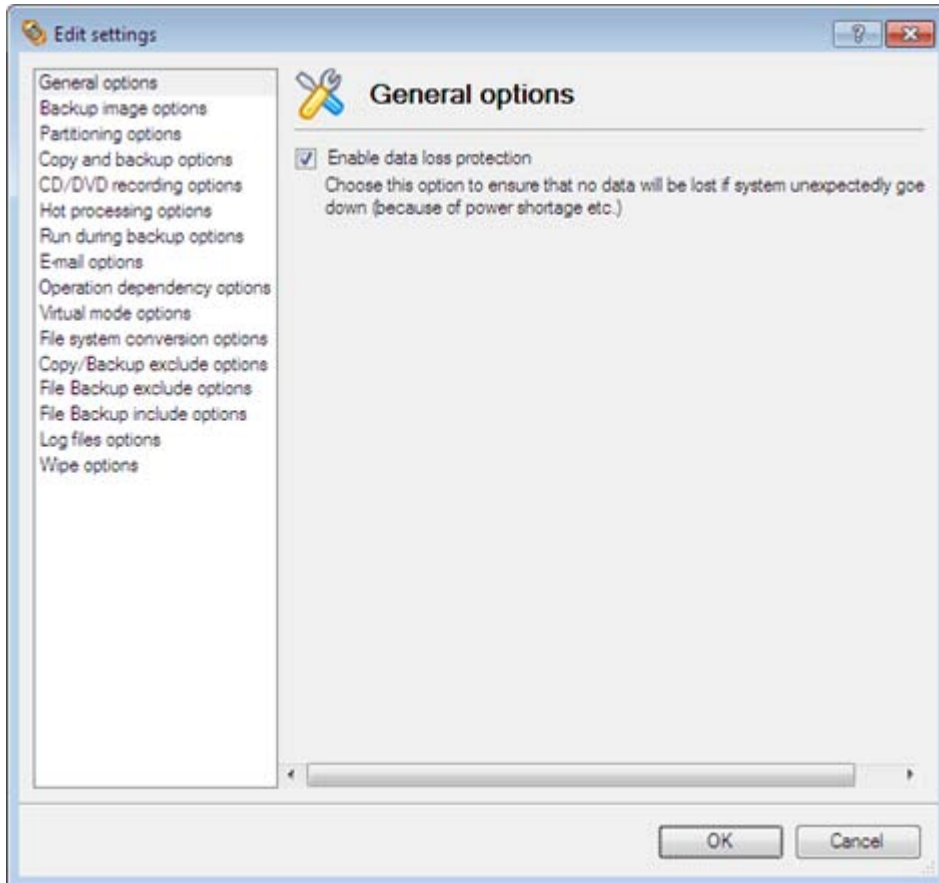 Edit settings
General options
Backup image options
Partitioning options
Copy and backup options
CD/DVD recording options
Hot processing options
Run during backup options
E-mail options
Operation dependency options
Virtual mode options
File system conversion options
Copy/Backup exclude options
File Backup exclude options
File Backup include options
Log files options
Wipe options
General options
Enable data loss protection
Choose this option to ensure that no data will be lost if system unexpectedly goe
down (because of power shortage etc.)
OK
Cancel